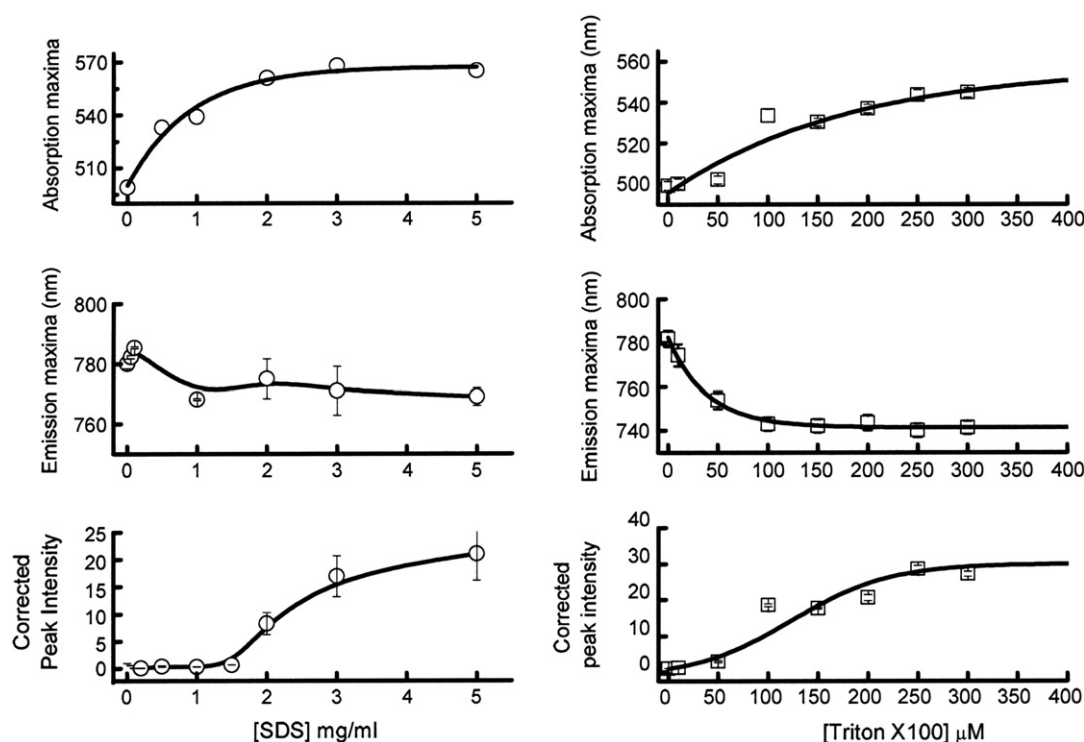 Absorption maxima
570
540
510
0 1 2 3 4 5
Absorption maxima (nm)
560
540
520
500
0 50 100 150 200 250 300 350 400
Emission maxima (nm)
800
780
760
0 1 2 3 4 5
Emission maxima (nm)
800
780
760
740
0 50 100 150 200 250 300 350 400
Corrected
Peak Intensity
25
20
15
10
5
0
0 1 2 3 4 5
[SDS] mg/ml
Corrected
peak intensity
40
30
20
10
0
0 50 100 150 200 250 300 350 400
[Triton X100] μM